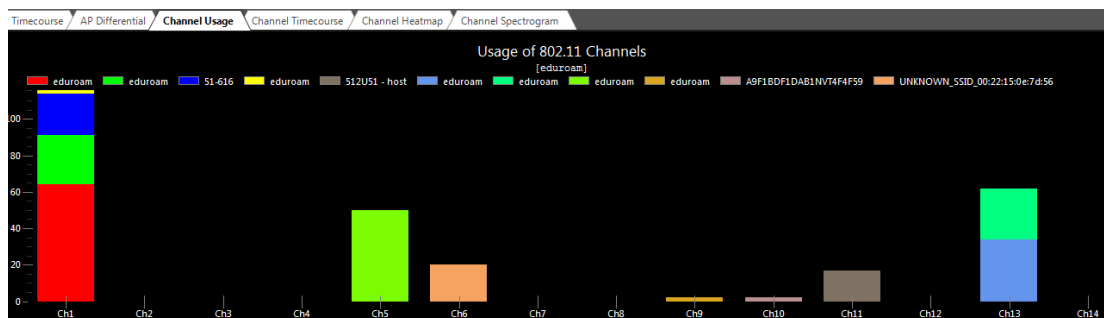 Timecourse AP Differential Channel Usage Channel Timecourse Channel Heatmap Channel Spectrogram
Usage of 802.11 Channels
[eduroam]
eduroam eduroam 51-616 eduroam 512U51 - host eduroam eduroam eduroam eduroam A9F1BDF1DAB1NVT4F4F59 UNKNOWN_SSID_00:22:15:0e:7d:56
100
80
60
40
20
0
Ch1 Ch2 Ch3 Ch4 Ch5 Ch6 Ch7 Ch8 Ch9 Ch10 Ch11 Ch12 Ch13 Ch14